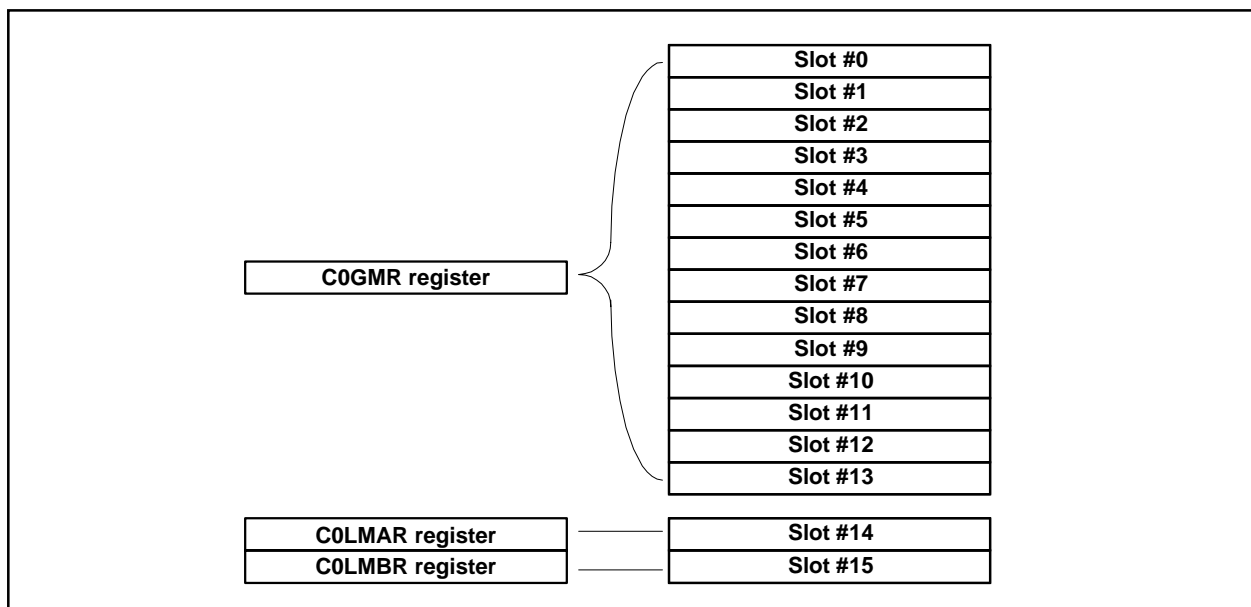 Slot #0
Slot #1
Slot #2
Slot #3
Slot #4
Slot #5
Slot #6
C0GMR register
Slot #7
Slot #8
Slot #9
Slot #10
Slot #11
Slot #12
Slot #13
C0LMAR register
Slot #14
C0LMBR register
Slot #15